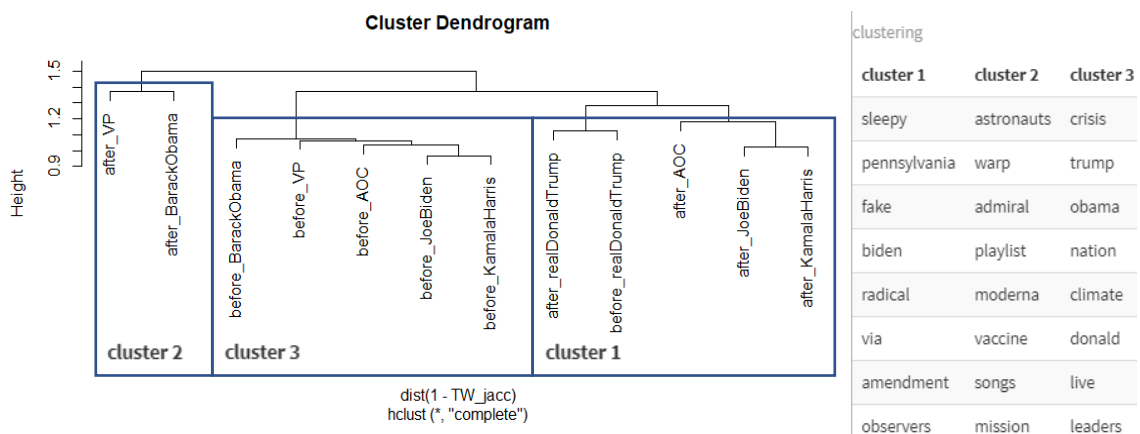 Cluster Dendrogram
Height
1.5
1.2
0.9
after_VP
after_BarackObama
before_BarackObama
before_VP
before_AOC
before_JoeBiden
before_KamalaHarris
after_realDonaldTrump
before_realDonaldTrump
after_AOC
after_JoeBiden
after_KamalaHarris
cluster 2
cluster 3
cluster 1
dist(1 - TW_jacc)
hclust (*, "complete")
clustering
cluster 1 cluster 2 cluster 3
sleepy astronauts crisis
pennsylvania warp trump
fake admiral obama
biden playlist nation
radical moderna climate
via vaccine donald
amendment songs live
observers mission leaders